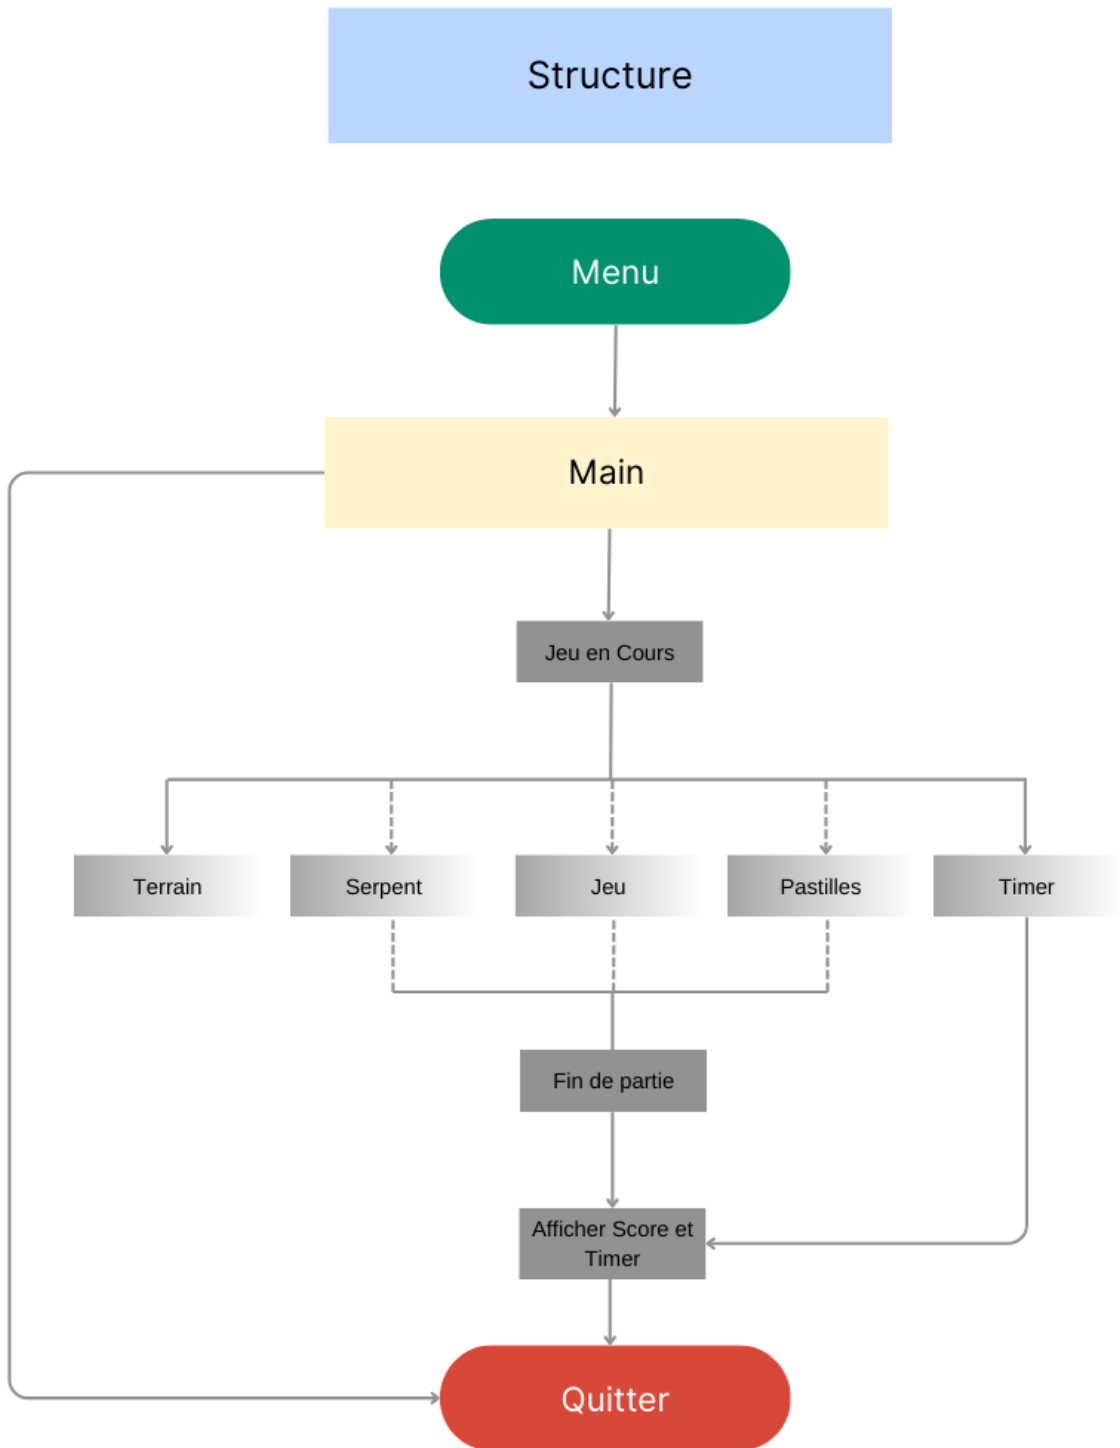 Structure
Menu
Main
Jeu en Cours
Terrain
Serpent
Jeu
Pastilles
Timer
Fin de partie
Afficher Score et
Timer
Quitter